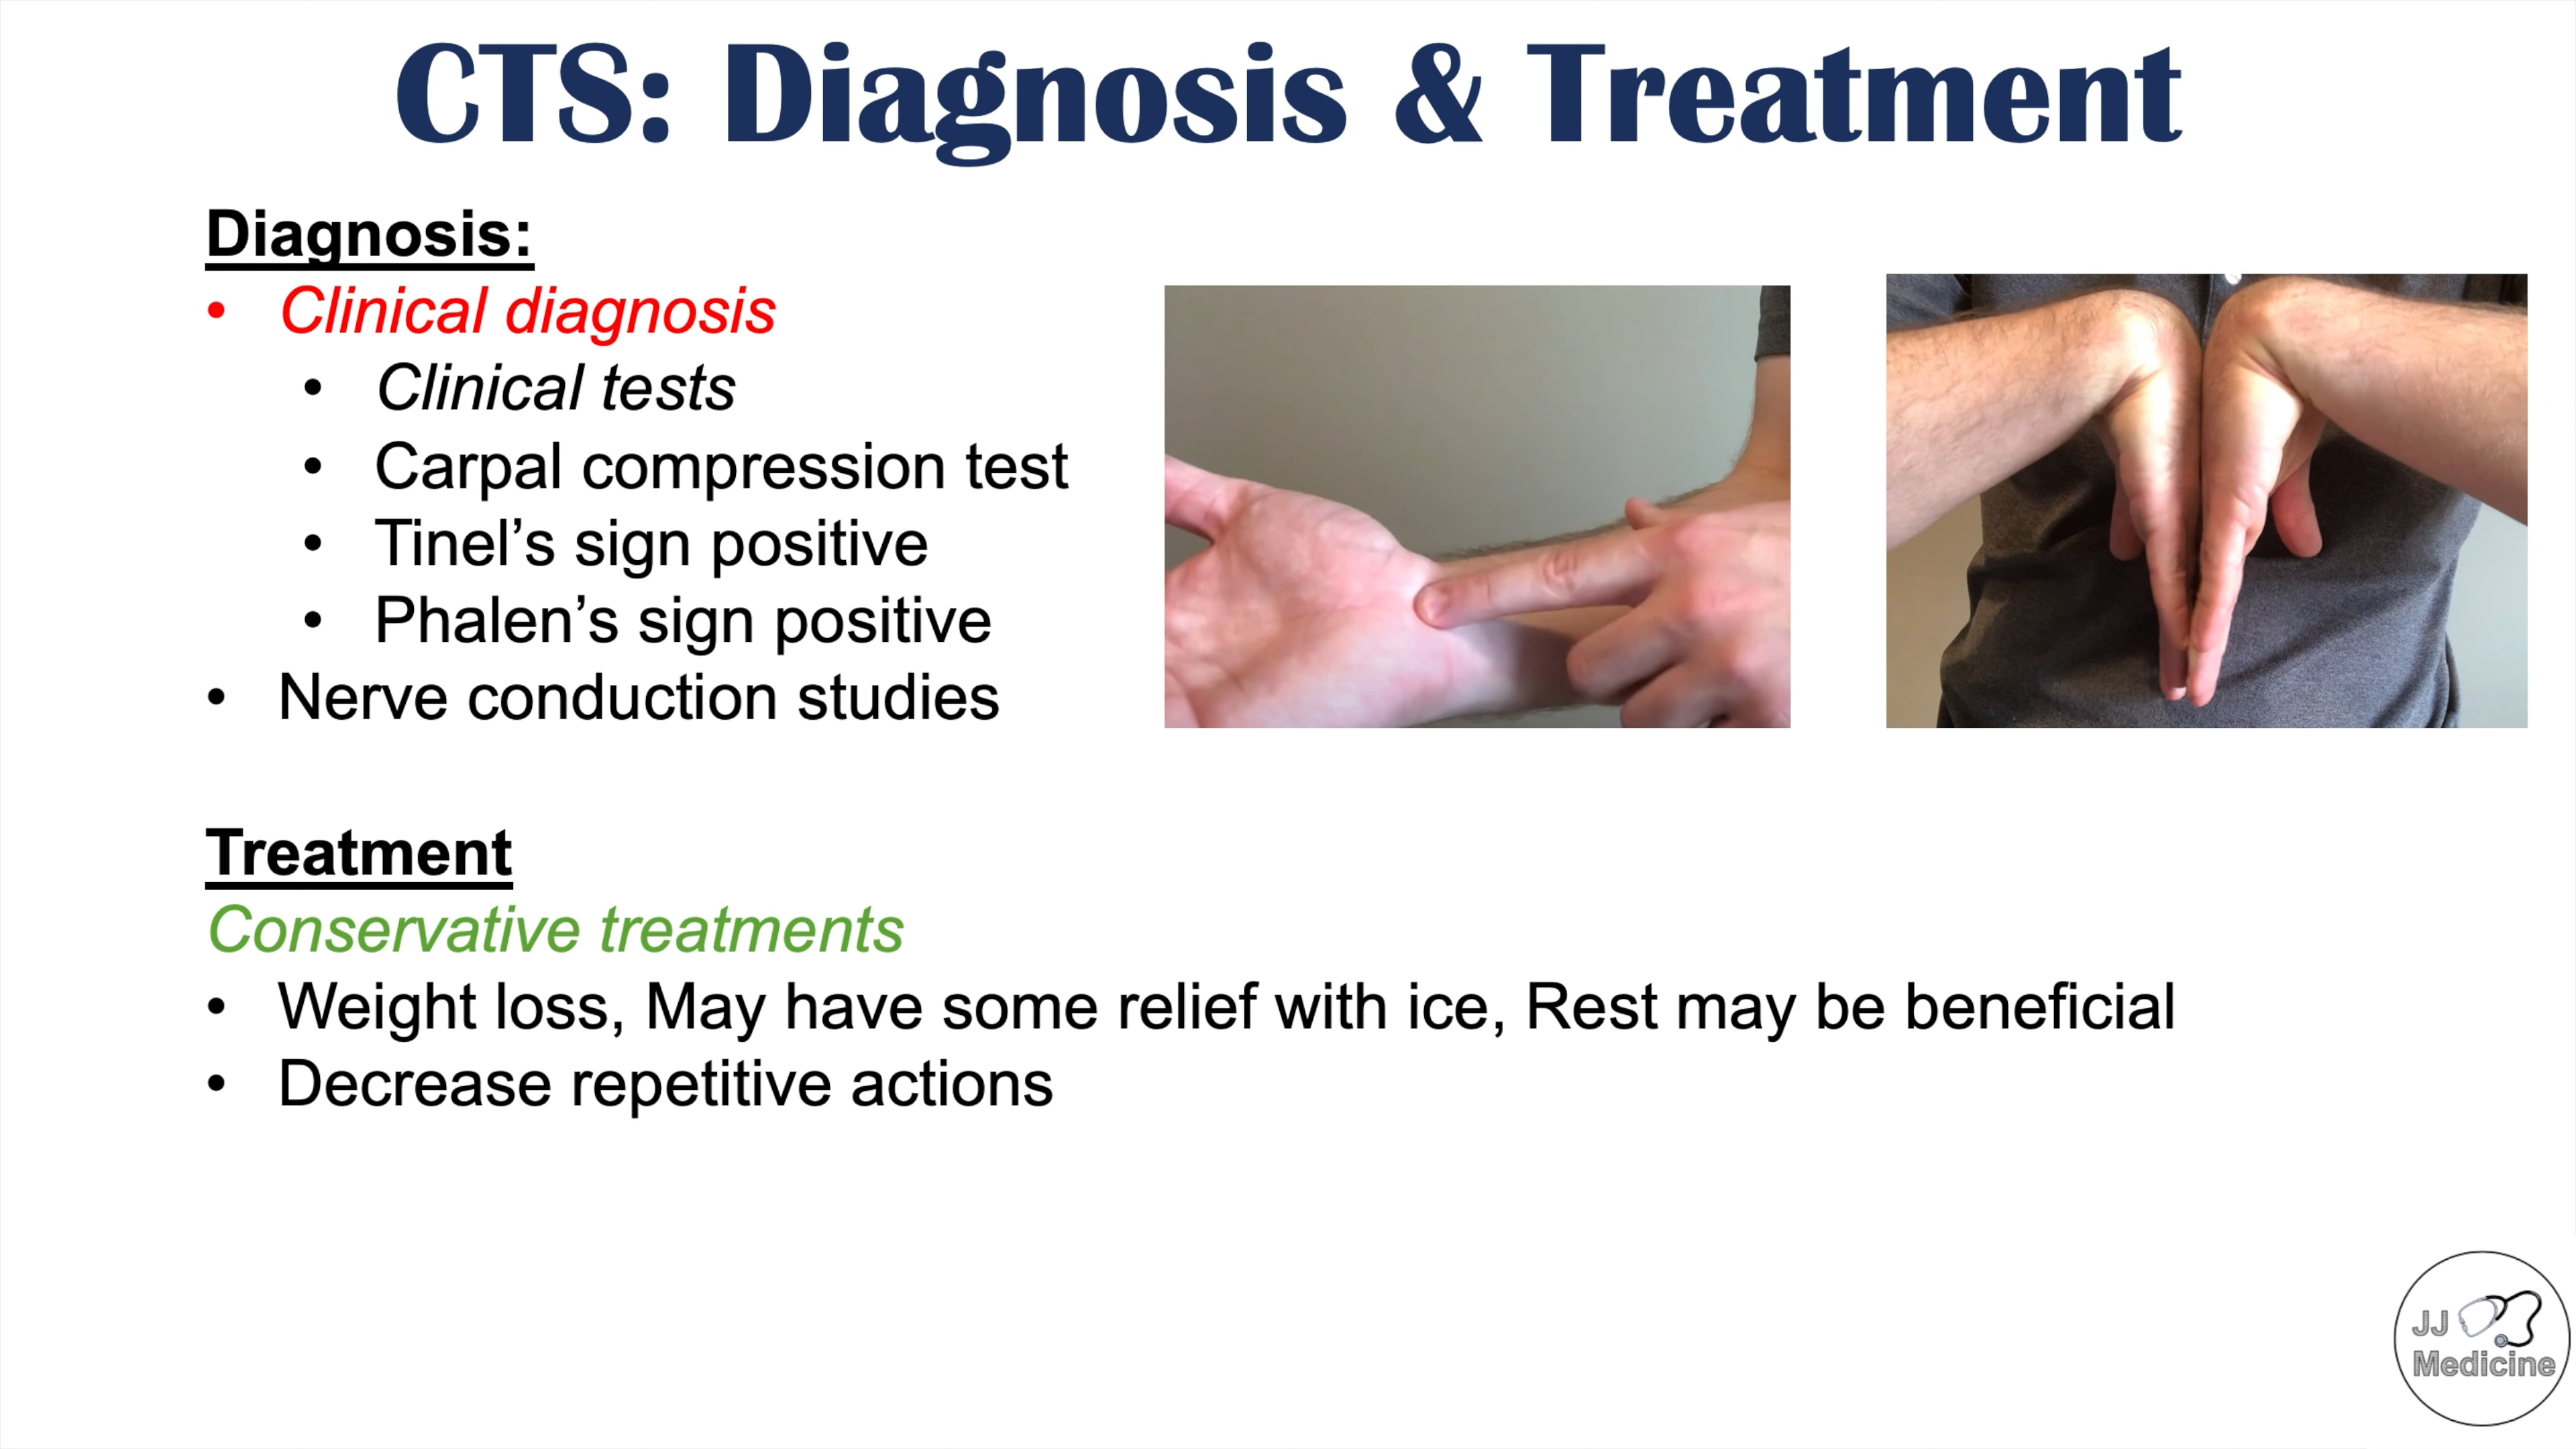 CTS: Diagnosis & Treatment
Diagnosis:
• Clinical diagnosis
• Clinical tests
• Carpal compression test
• Tinel’s sign positive
• Phalen’s sign positive
• Nerve conduction studies
Treatment
Conservative treatments
• Weight loss, May have some relief with ice, Rest may be beneficial
• Decrease repetitive actions
JJ
Medicine